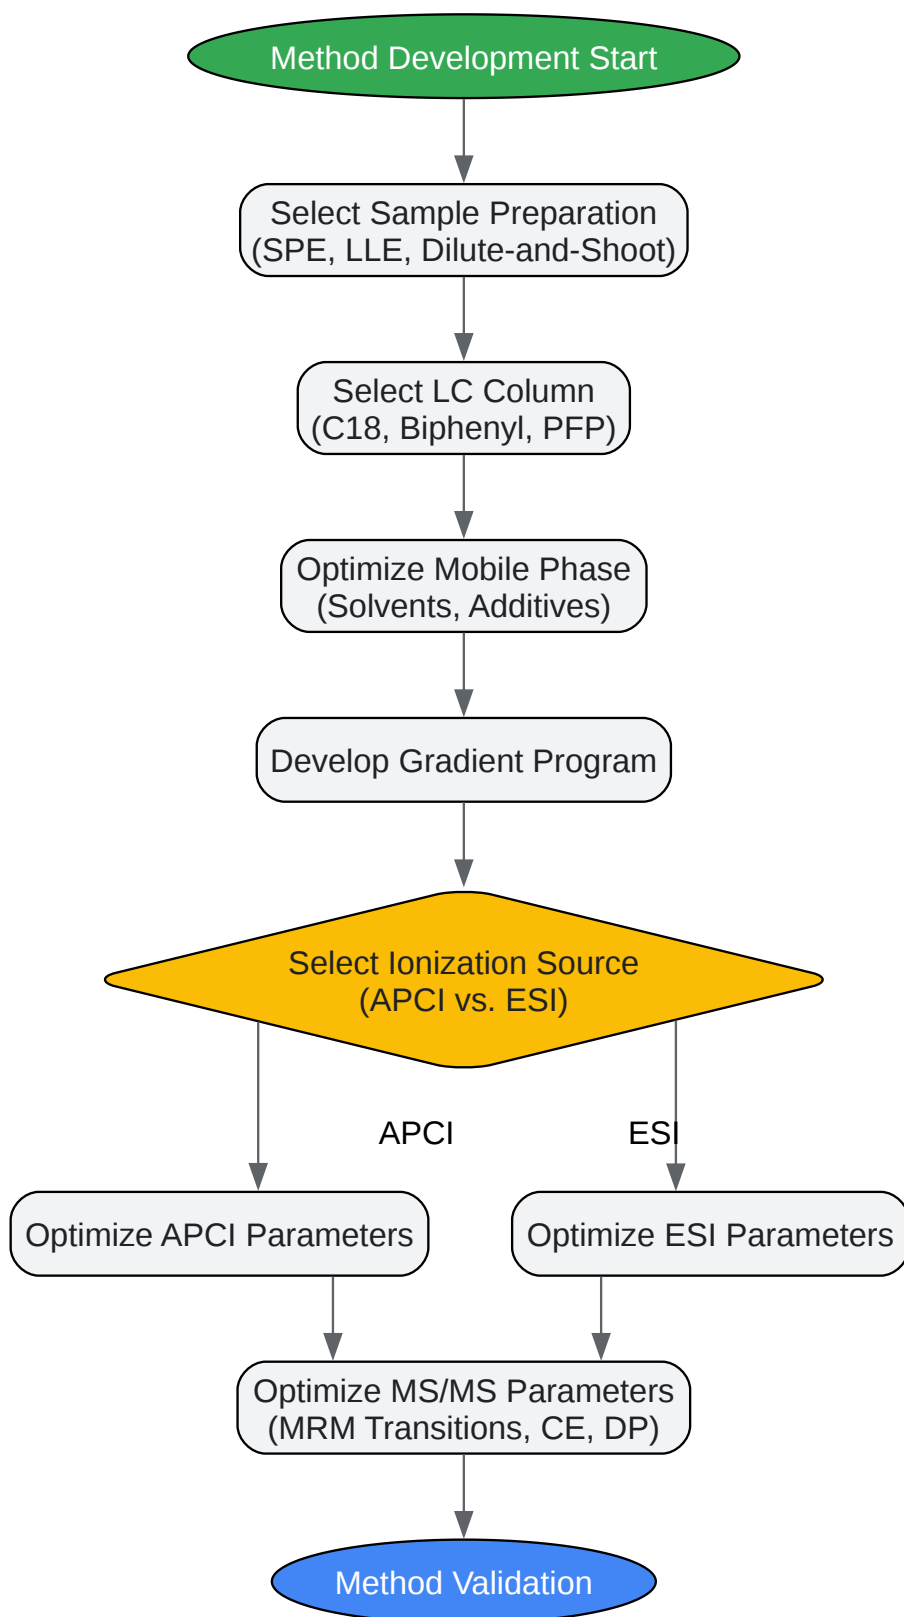 Method Development Start
Select Sample Preparation
(SPE, LLE, Dilute-and-Shoot)
Select LC Column
(C18, Biphenyl, PFP)
Optimize Mobile Phase
(Solvents, Additives)
Develop Gradient Program
Select Ionization Source
(APCI vs. ESI)
APCI
ESI
Optimize APCI Parameters
Optimize ESI Parameters
Optimize MS/MS Parameters
(MRM Transitions, CE, DP)
Method Validation